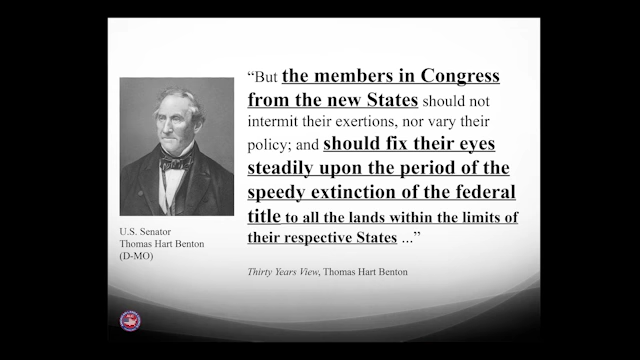 “But the members in Congress
from the new States should not
intermit their exertions, nor vary their
policy; and should fix their eyes
steadily upon the period of the
speedy extinction of the federal
title to all the lands within the limits of
their respective States ...”
Thirty Years View, Thomas Hart Benton
U.S. Senator
Thomas Hart Benton
(D-MO)